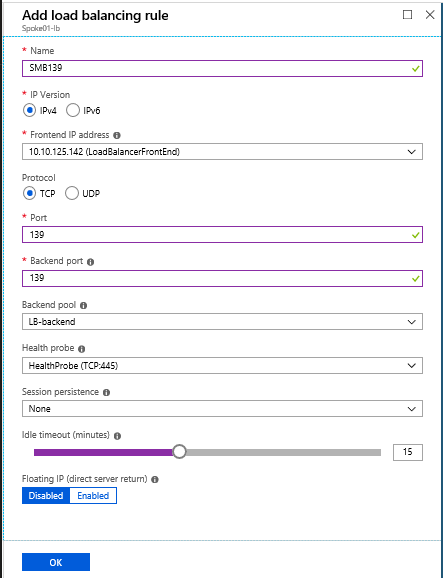 Add load balancing rule
Spoke01-lb
* Name
SMB139
* IP Version
IPv4 IPv6
* Frontend IP address
10.10.125.142 (LoadBalancerFrontEnd)
Protocol
TCP UDP
* Port
139
* Backend port
139
Backend pool
LB-backend
Health probe
HealthProbe (TCP:445)
Session persistence
None
Idle timeout (minutes)
15
Floating IP (direct server return)
Disabled Enabled
OK